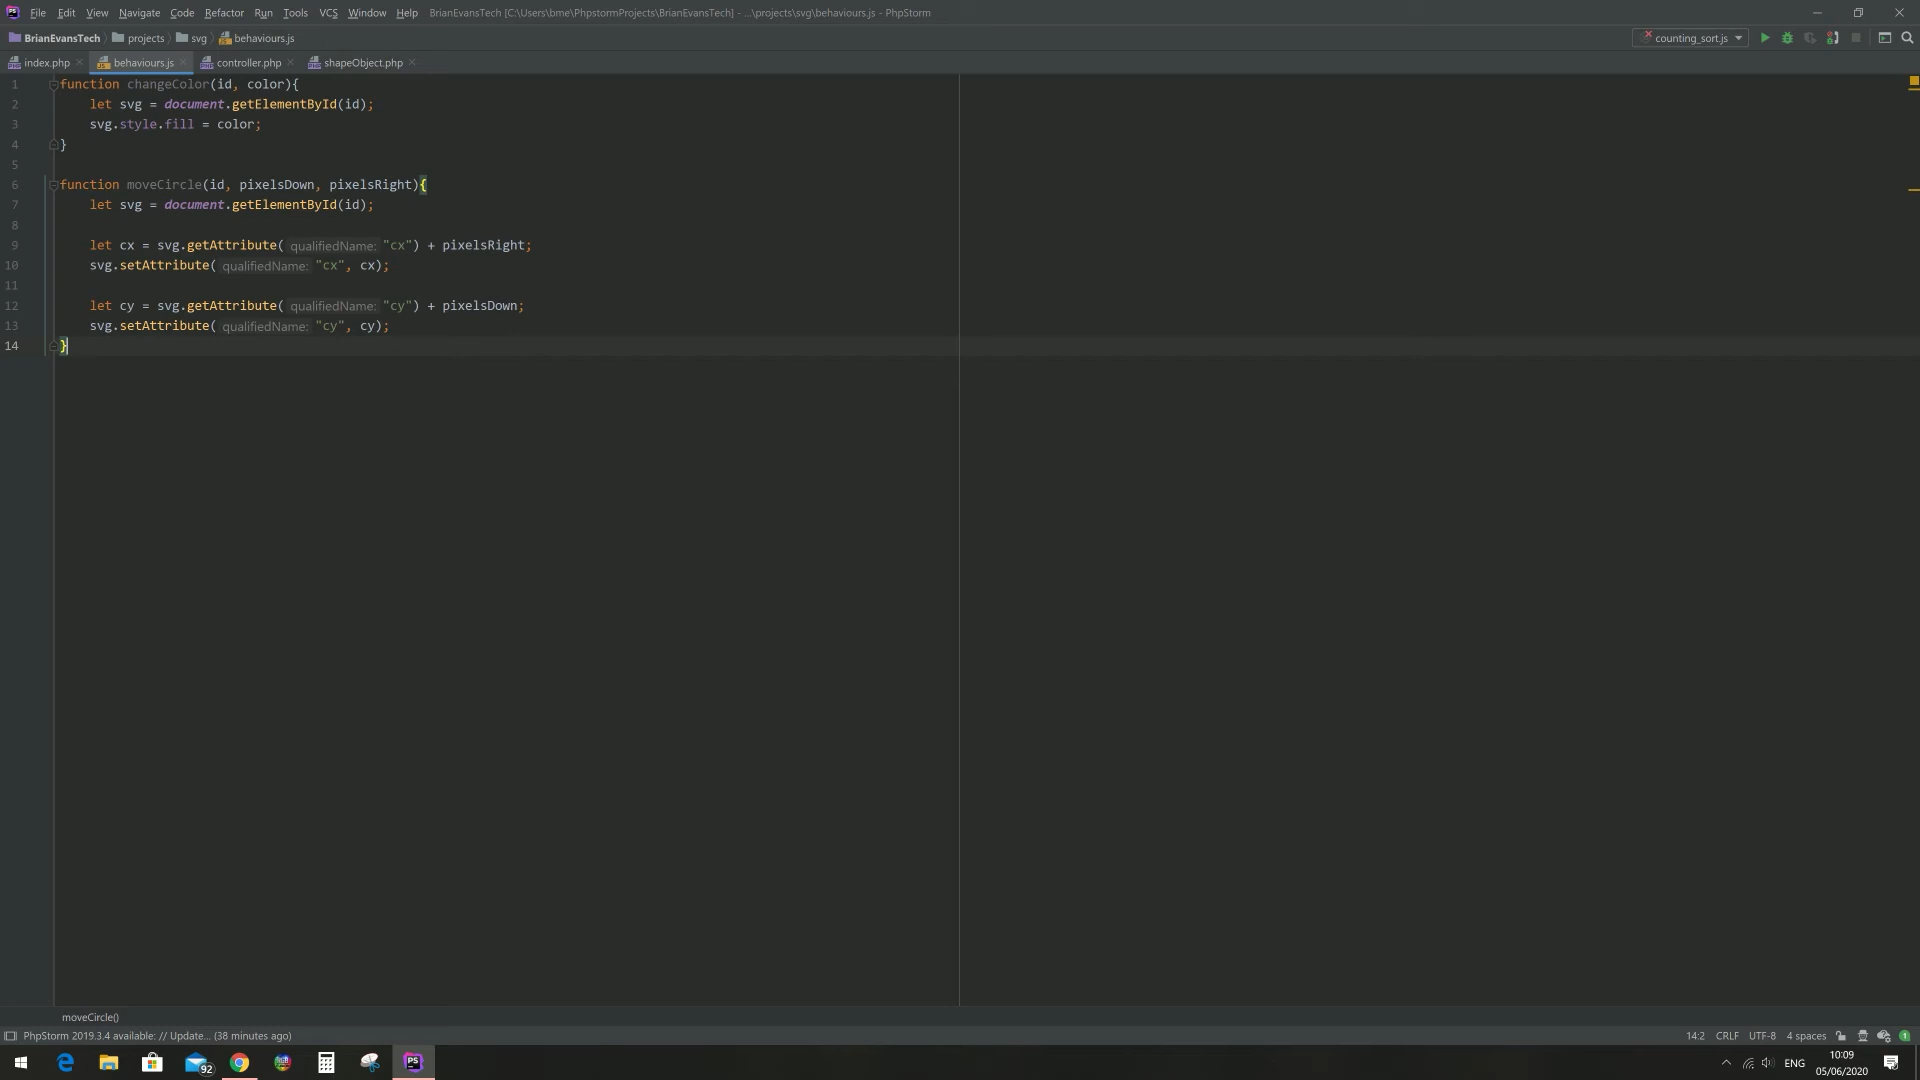 File Edit View Navigate Code Refactor Run Tools VCS Window Help BrianEvansTech [C:\Users\bme\PhpstormProjects\BrianEvansTech] - ...\projects\svg\behaviours.js - PhpStorm
BrianEvansTech projects svg behaviours.js counting_sort.js
index.php behaviours.js controller.php shapeObject.php
1 function changeColor(id, color){
2 let svg = document.getElementById(id);
3 svg.style.fill = color;
4 }
5
6 function moveCircle(id, pixelsDown, pixelsRight){
7 let svg = document.getElementById(id);
8
9 let cx = svg.getAttribute( qualifiedName: "cx") + pixelsRight;
10 svg.setAttribute( qualifiedName: "cx", cx);
11
12 let cy = svg.getAttribute( qualifiedName: "cy") + pixelsDown;
13 svg.setAttribute( qualifiedName: "cy", cy);
14 }
moveCircle()
PhpStorm 2019.3.4 available: // Update... (38 minutes ago) 14:2 CRLF UTF-8 4 spaces 1
92 PS ENG 10:09
05/06/2020